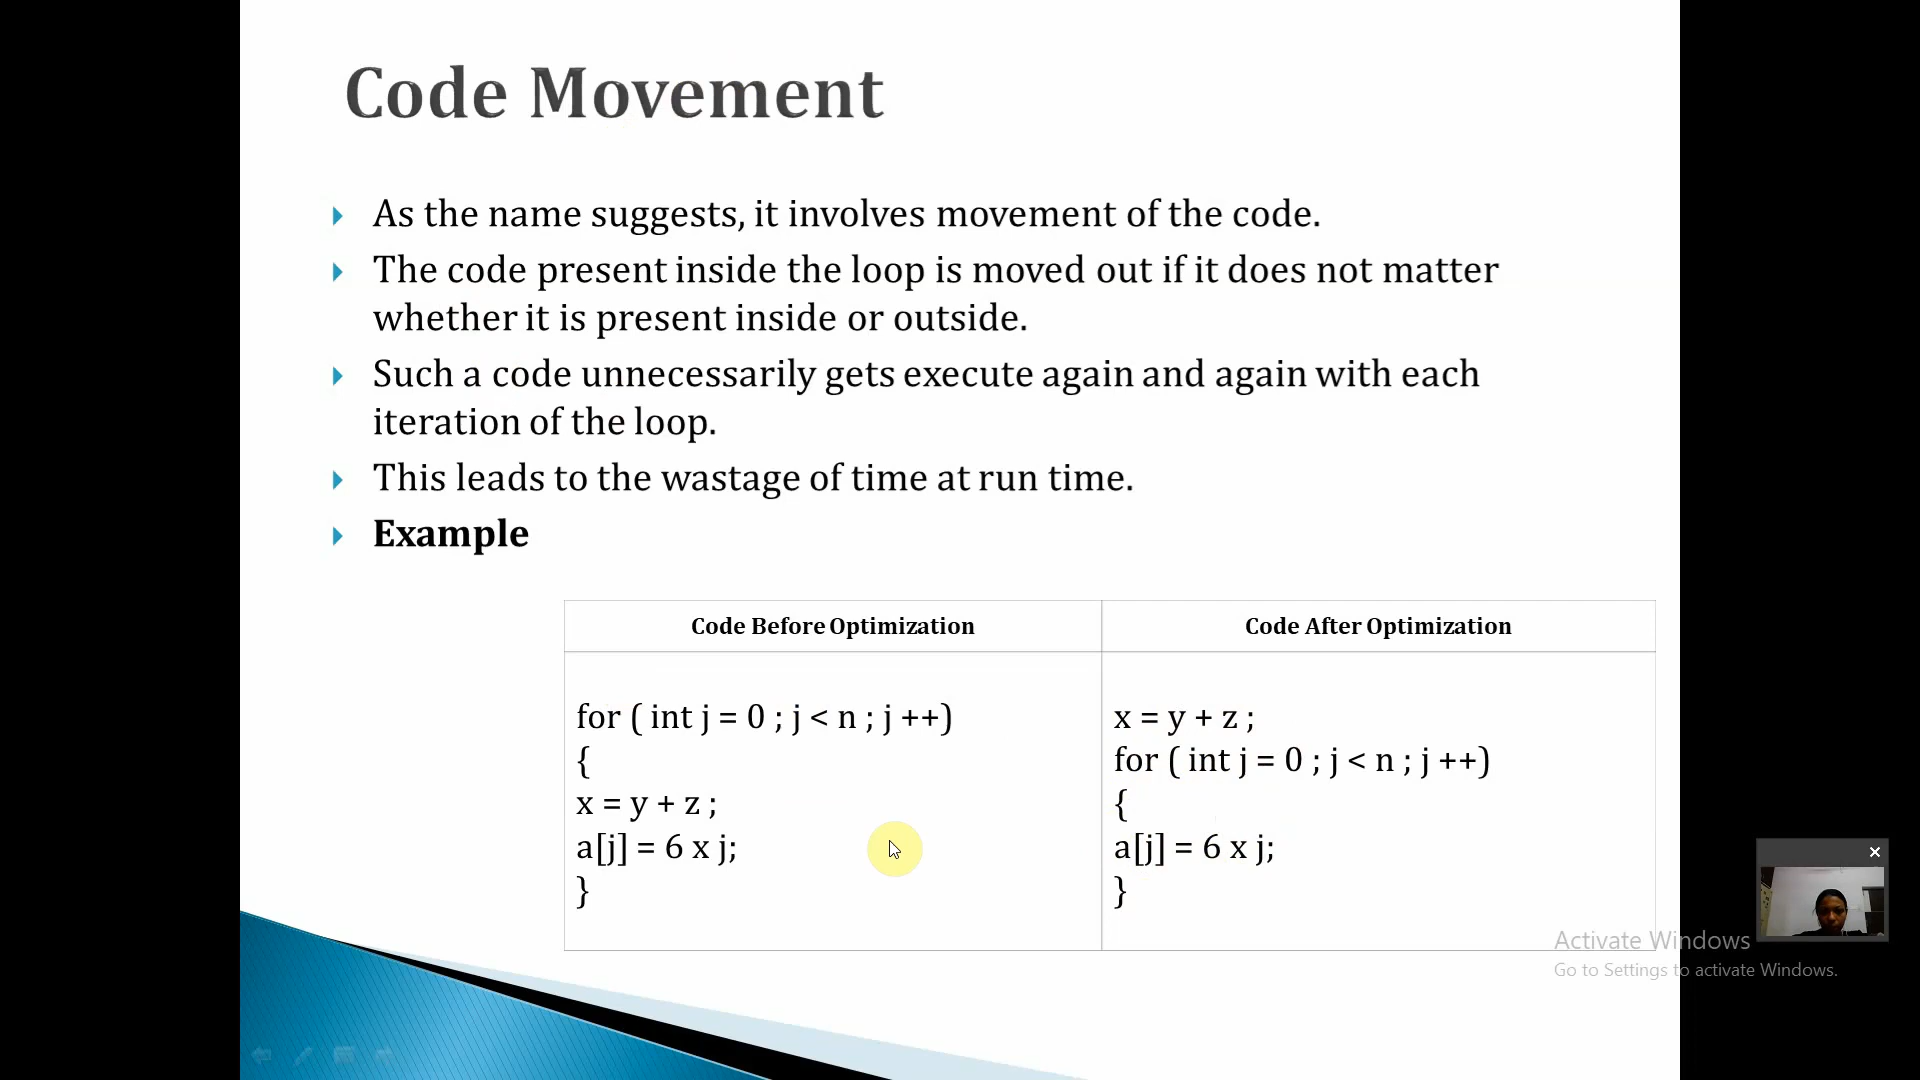 Code Movement
As the name suggests, it involves movement of the code.
The code present inside the loop is moved out if it does not matter
whether it is present inside or outside.
Such a code unnecessarily gets execute again and again with each
iteration of the loop.
This leads to the wastage of time at run time.
Example
Code Before Optimization
for ( int j = 0 ; j < n ; j ++)
{
x = y + z ;
a[j] = 6 x j;
}
Code After Optimization
x = y + z ;
for ( int j = 0 ; j < n ; j ++)
{
a[j] = 6 x j;
}
Activate Windows
Go to Settings to activate Windows.